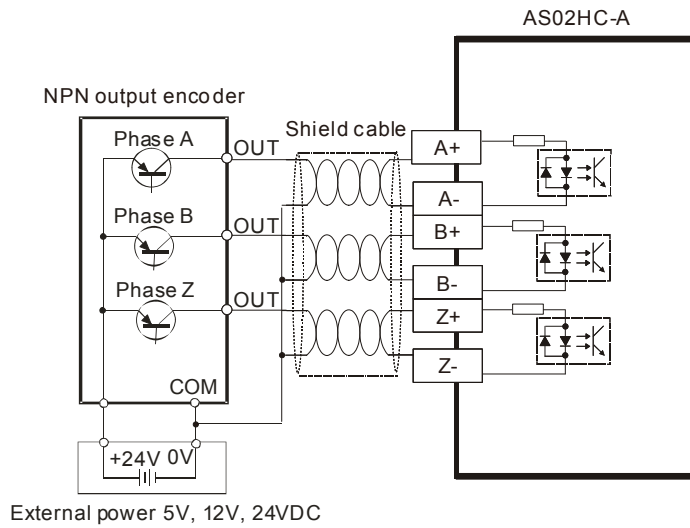 AS02HC-A
NPN output encoder
Shield cable
Phase A
OUT
A+
A-
Phase B
OUT
B+
B-
Phase Z
OUT
Z+
Z-
COM
+24V 0V
External power 5V, 12V, 24VDC